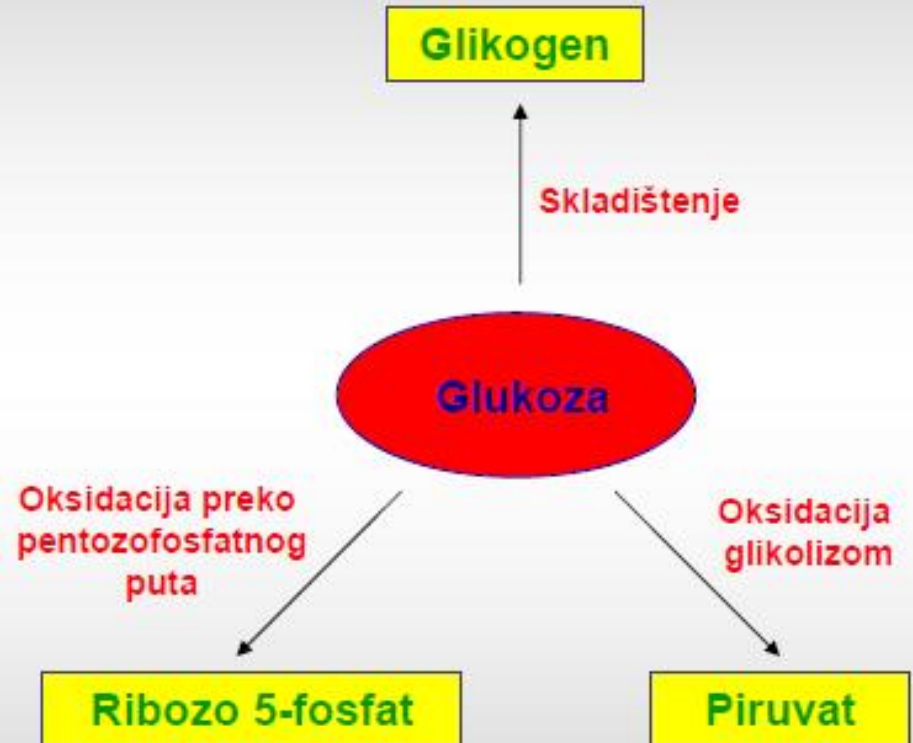 Glikogen
Skladištenje
Glukoza
Oksidacija preko
pentozofosfatnog
puta
Oksidacija
glikolizom
Ribozo 5-fosfat
Piruvat